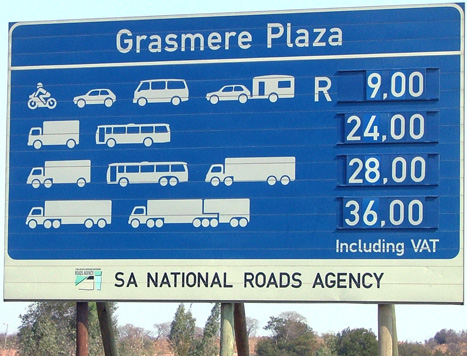 Grasmere Plaza
R 9,00
24,00
28,00
36,00
Including VAT
SA NATIONAL ROADS AGENCY